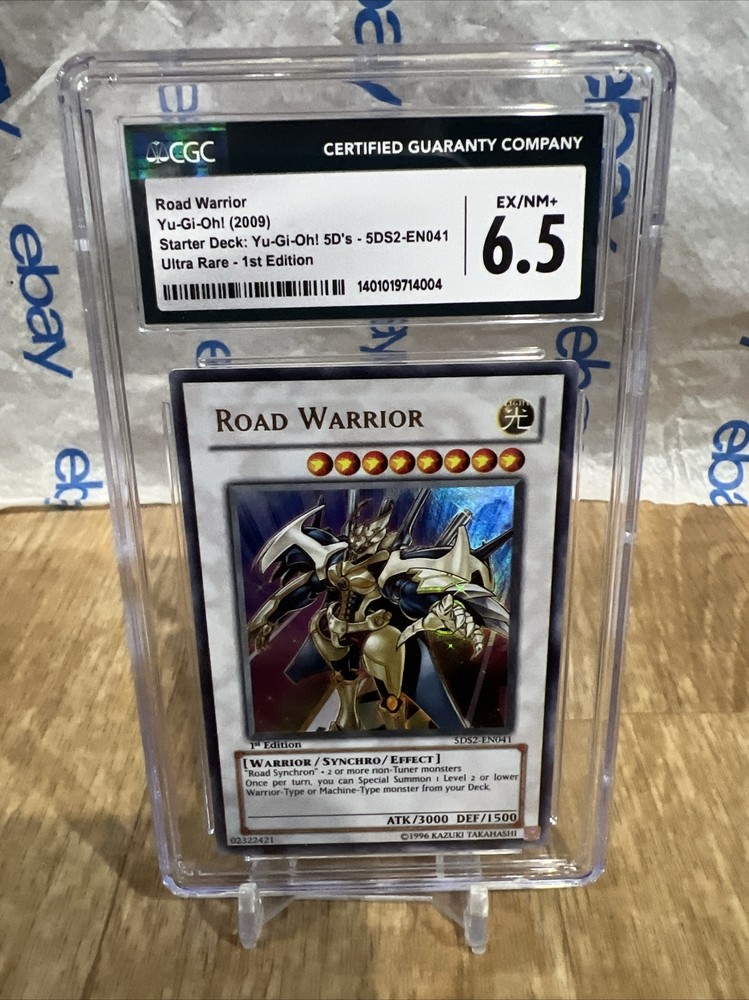 ebay
ebay
ebay
ebay
ebay
ebay
CGC
CERTIFIED GUARANTY COMPANY
Road Warrior
Yu-Gi-Oh! (2009)
Starter Deck: Yu-Gi-Oh! 5D's - 5DS2-EN041
Ultra Rare - 1st Edition
EX/NM+
6.5
1401019714004
ROAD WARRIOR
LIGHT
光
1st Edition
5DS2-EN041
[WARRIOR / SYNCHRO / EFFECT]
"Road Synchron" + 2 or more non-Tuner monsters
Once per turn, you can Special Summon 1 Level 2 or lower
Warrior-Type or Machine-Type monster from your Deck.
ATK/3000 DEF/1500
02322421
©1996 KAZUKI TAKAHASHI